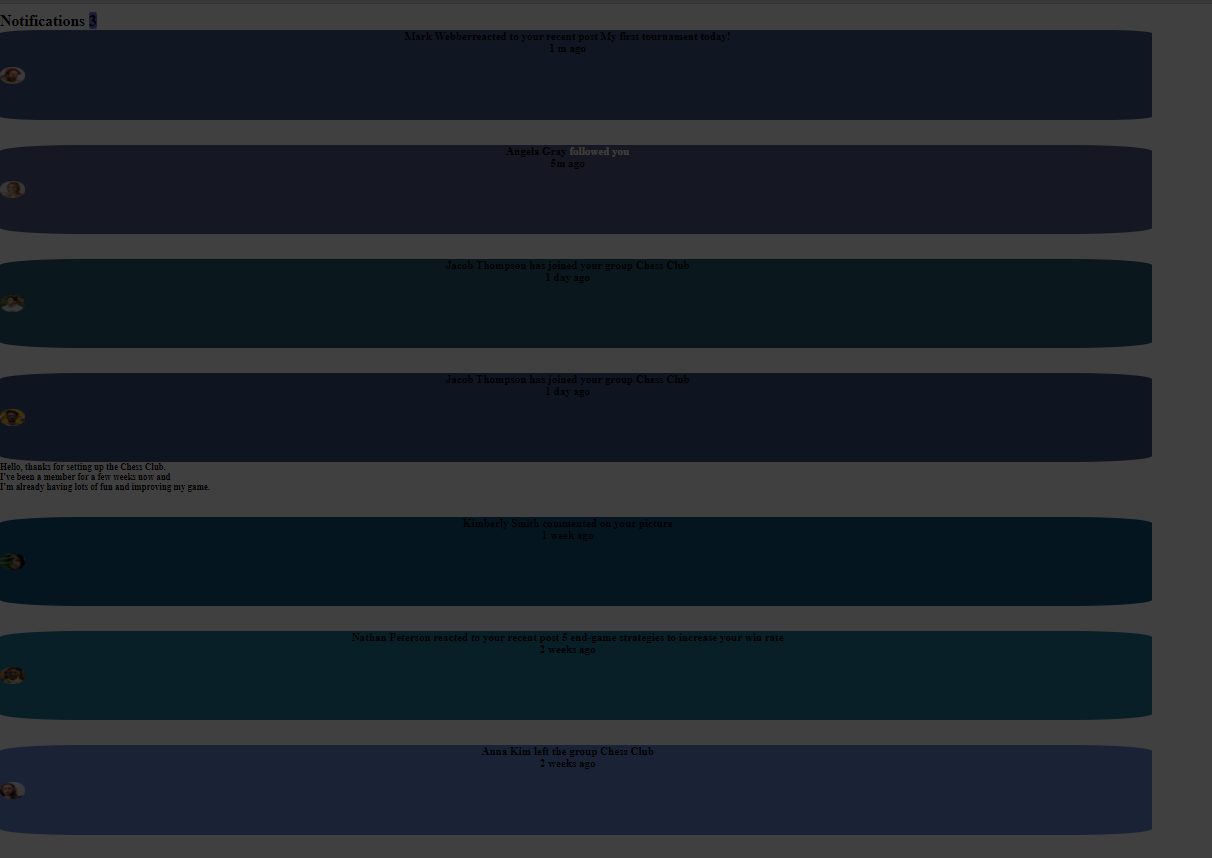 Notifications 3
Mark Webberreacted to your recent post My first tournament today!
1 m ago
Angela Gray followed you
5m ago
Jacob Thompson has joined your group Chess Club
1 day ago
Jacob Thompson has joined your group Chess Club
1 day ago
Hello, thanks for setting up the Chess Club.
I've been a member for a few weeks now and
I'm already having lots of fun and improving my game.
Kimberly Smith commented on your picture
1 week ago
Nathan Peterson reacted to your recent post 5 end-game strategies to increase your win rate
2 weeks ago
Anna Kim left the group Chess Club
2 weeks ago